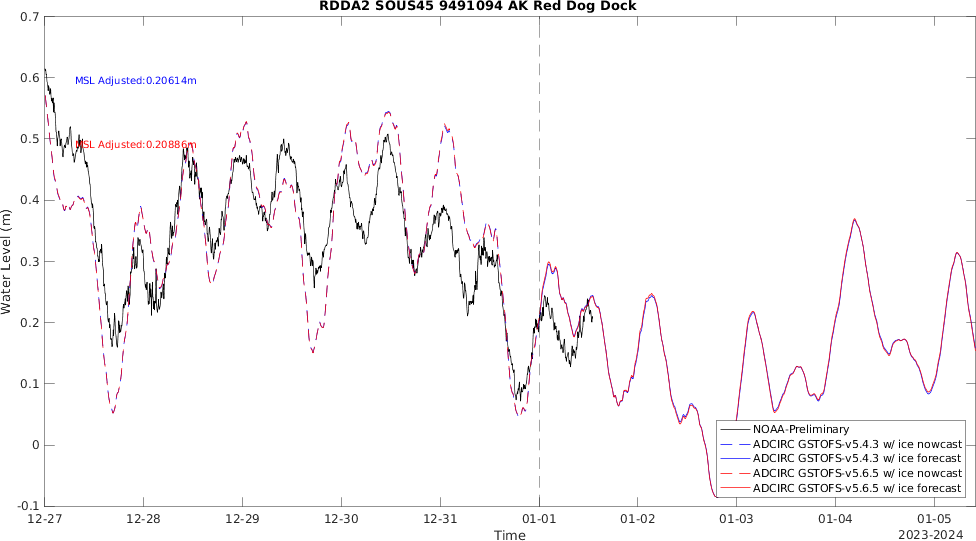 RDDA2 SOUS45 9491094 AK Red Dog Dock
0.7
0.6
0.5
0.4
0.3
0.2
0.1
0
-0.1
Water Level (m)
MSL Adjusted:0.20614m
MSL Adjusted:0.20886m
NOAA-Preliminary
ADCIRC GSTOFS-v5.4.3 w/ ice nowcast
ADCIRC GSTOFS-v5.4.3 w/ ice forecast
ADCIRC GSTOFS-v5.6.5 w/ ice nowcast
ADCIRC GSTOFS-v5.6.5 w/ ice forecast
12-27 12-28 12-29 12-30 12-31 01-01 01-02 01-03 01-04 01-05
Time
2023-2024